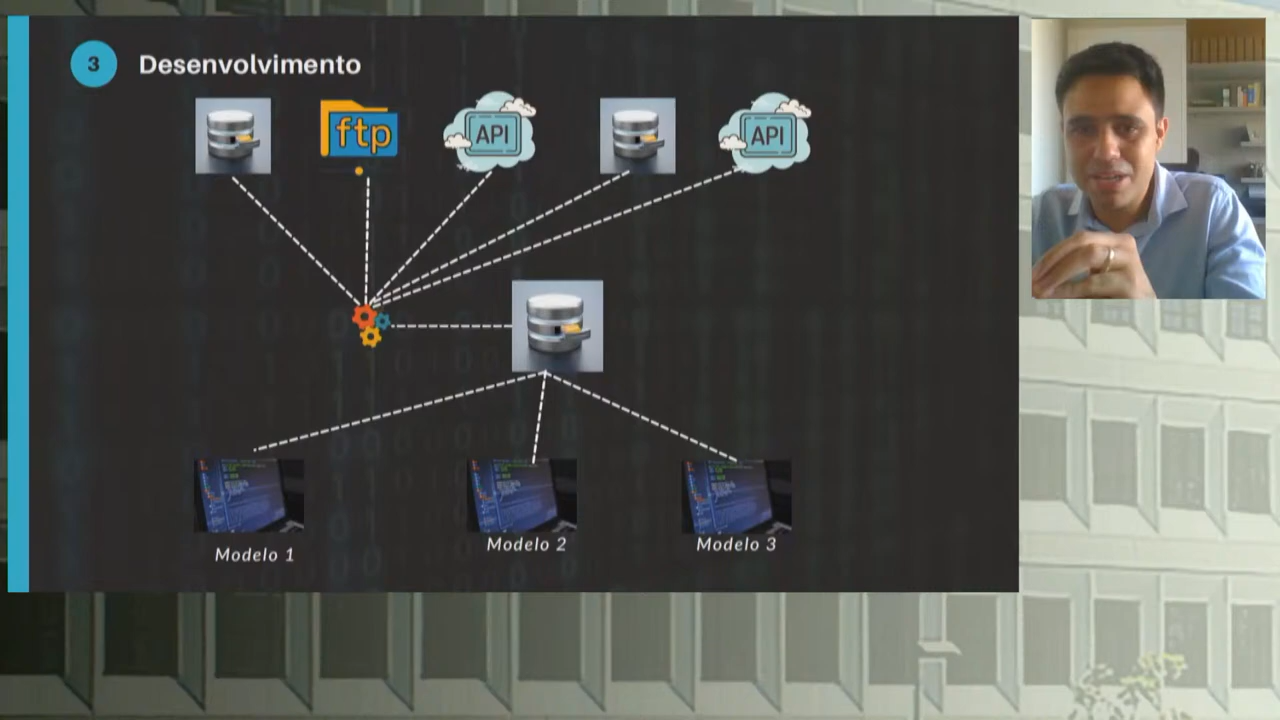 3 Desenvolvimento
ftp
API
API
Modelo 1
Modelo 2
Modelo 3